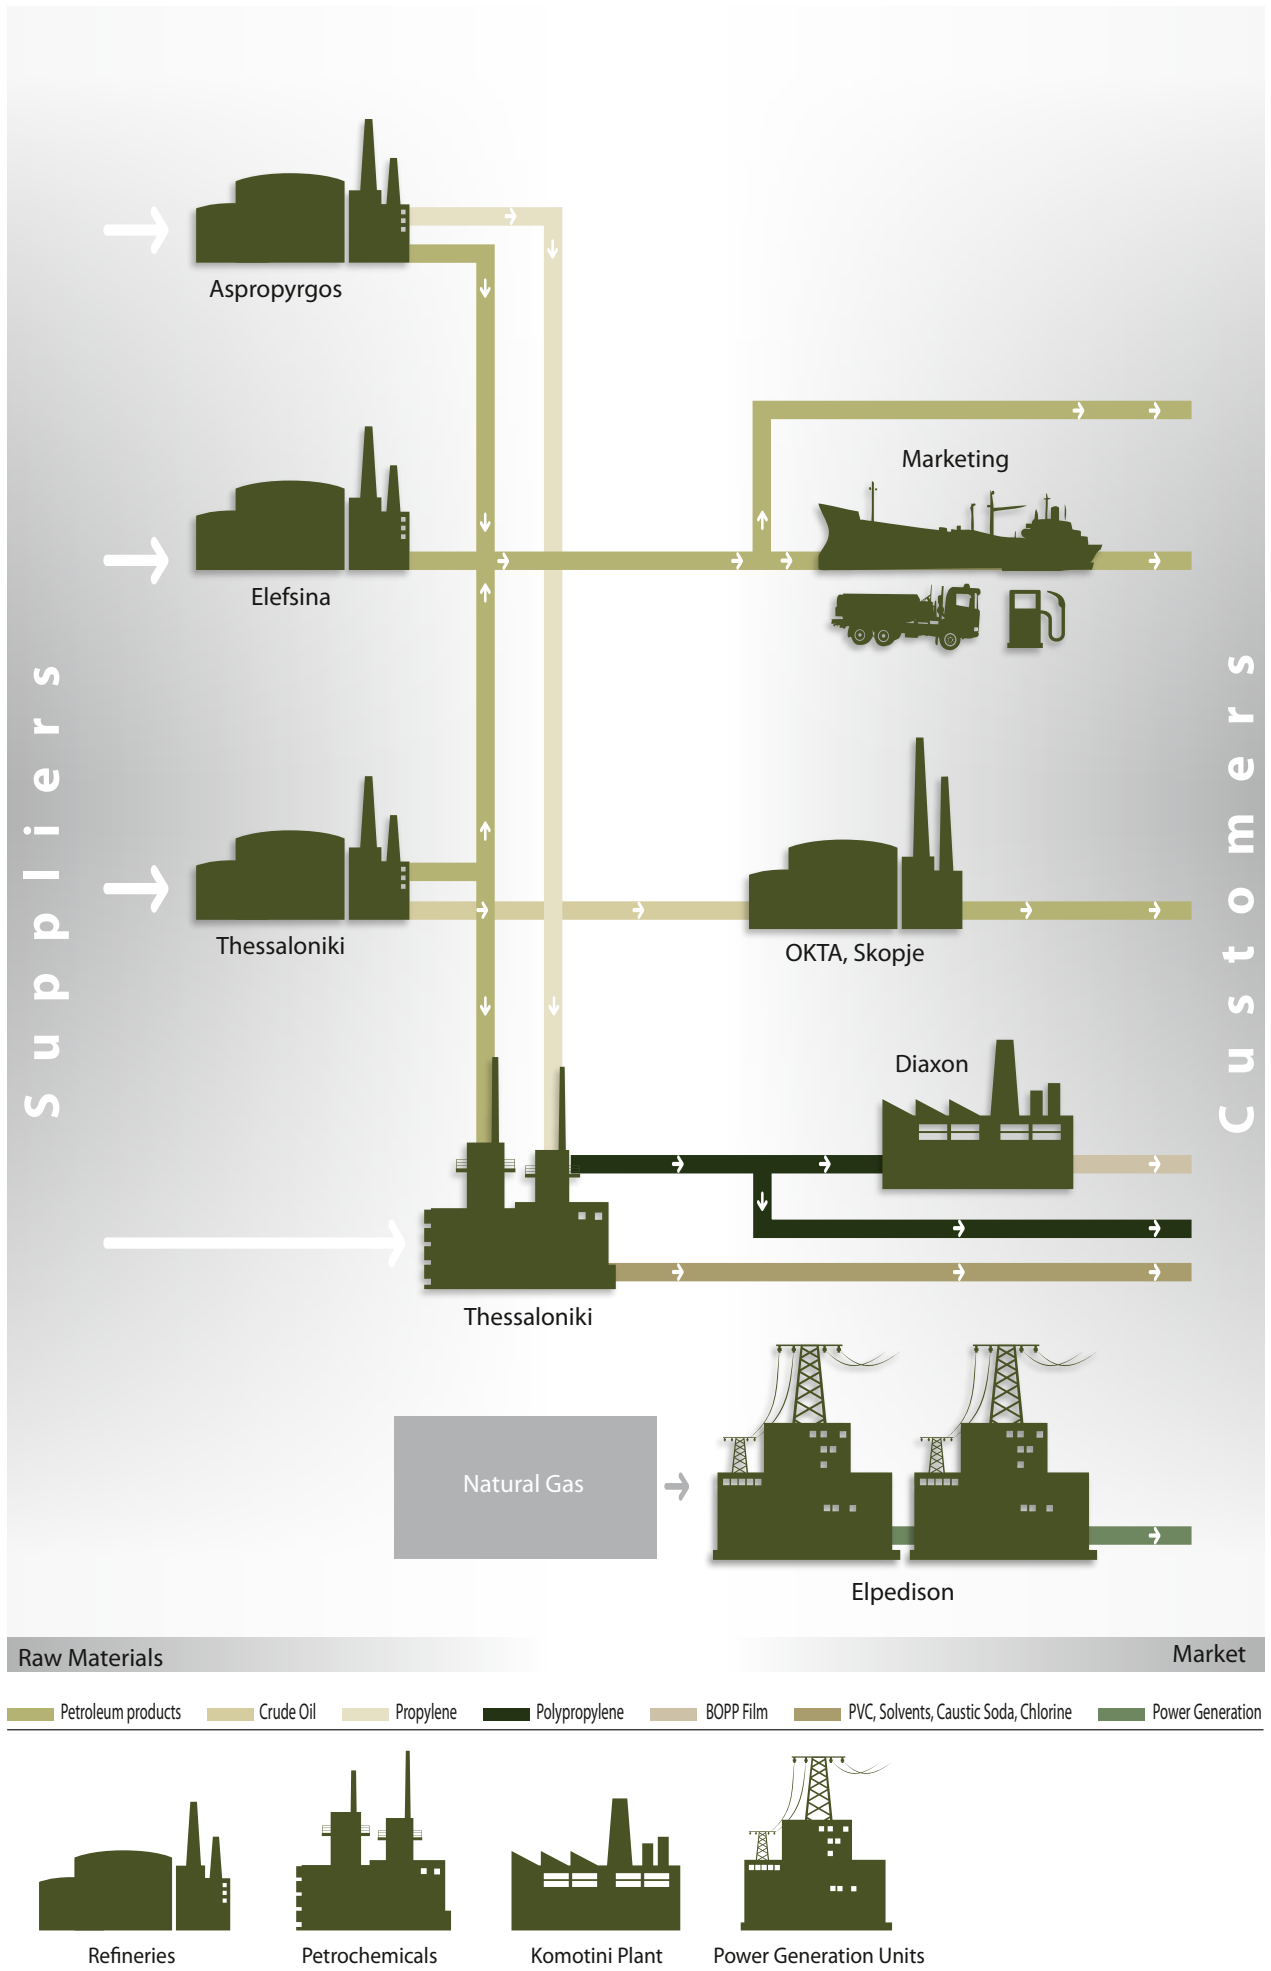 Aspropyrgos
Marketing
Elefsina
Suppliers
Customers
Thessaloniki
OKTA, Skopje
Diaxon
Thessaloniki
Natural Gas
Elpedison
Raw Materials
Market
Petroleum products
Crude Oil
Propylene
Polypropylene
BOPP Film
PVC, Solvents, Caustic Soda, Chlorine
Power Generation
Refineries
Petrochemicals
Komotini Plant
Power Generation Units